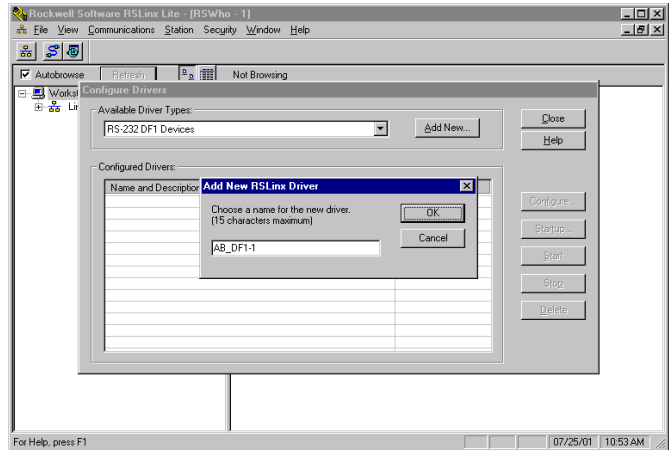 Rockwell Software RSLinx Lite - [RSWho - 1]
File View Communications Station Security Window Help
Autobrowse Refresh Not Browsing
Configure Drivers
Available Driver Types:
RS-232 DF1 Devices
Add New...
Close
Help
Configured Drivers:
Name and Description
Add New RSLinx Driver
Choose a name for the new driver.
(15 characters maximum)
AB_DF1-1
OK
Cancel
Configure...
Startup...
Start
Stop
Delete
For Help, press F1
07/25/01 10:53 AM